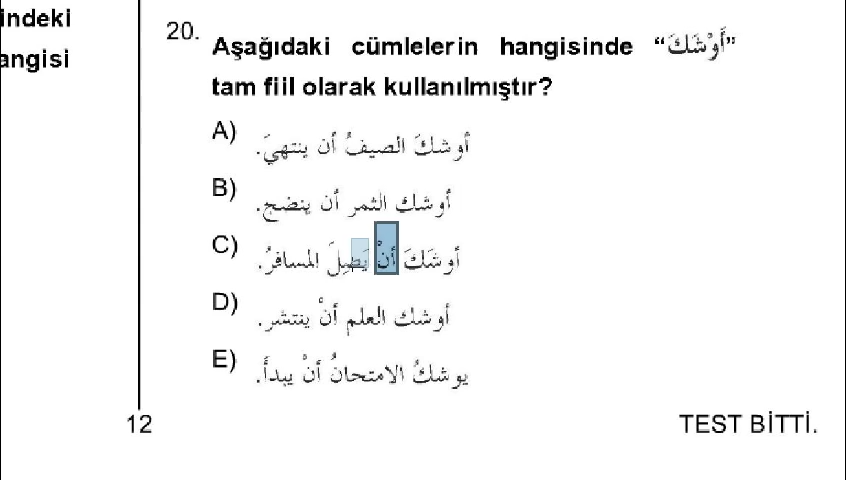 indeki
angisi
20. Aşağıdaki cümlelerin hangisinde “أَوْشَكَ”
tam fiil olarak kullanılmıştır?
A) أوشكَ الصيفُ أن ينتهيَ.
B) أوشك الثمر أن ينضج.
C) أوشَكَ أنْ يَصِلَ المسافرُ.
D) أوشك العلم أنْ ينتشر.
E) يوشكُ الامتحانُ أنْ يبدأَ.
12
TEST BİTTİ.